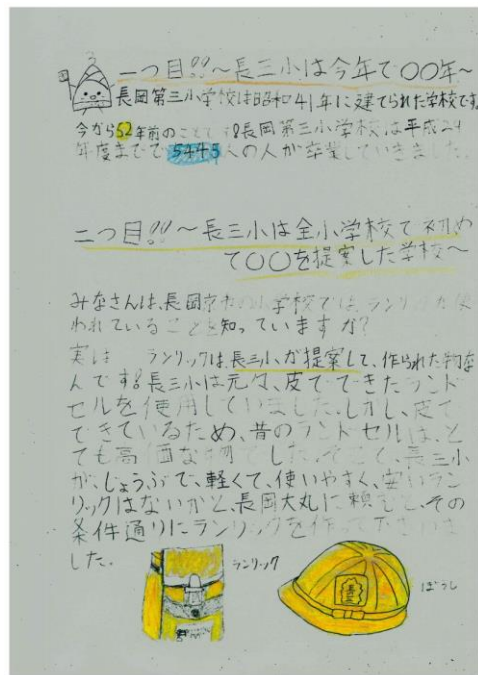 一つ目!!～長三小は今年で〇〇年～
長岡第三小学校は昭和41年に建てられた学校です。
今から52年前のことです!長岡第三小学校は平成29
年度までで5445人の人が卒業していきました。
二つ目!!～長三小は全小学校で初め
て〇〇を提案した学校～
みなさんは、長岡京市の小学校ではランリックが使
われていることを知っていますか?
実は ランリックは、長三小が提案して、作られた物な
んです!長三小は元々、皮でできたランド
セルを使用していました。しかし、皮で
できているため、昔のランドセルは、と
ても高価な物でした。そこで、長三小
が、じょうぶで、軽くて、使いやすく、安いラン
リックはないかと、長岡大丸に頼むと、その
条件通りにランリックを作って下さいま
した。
ランリック
ぼうし